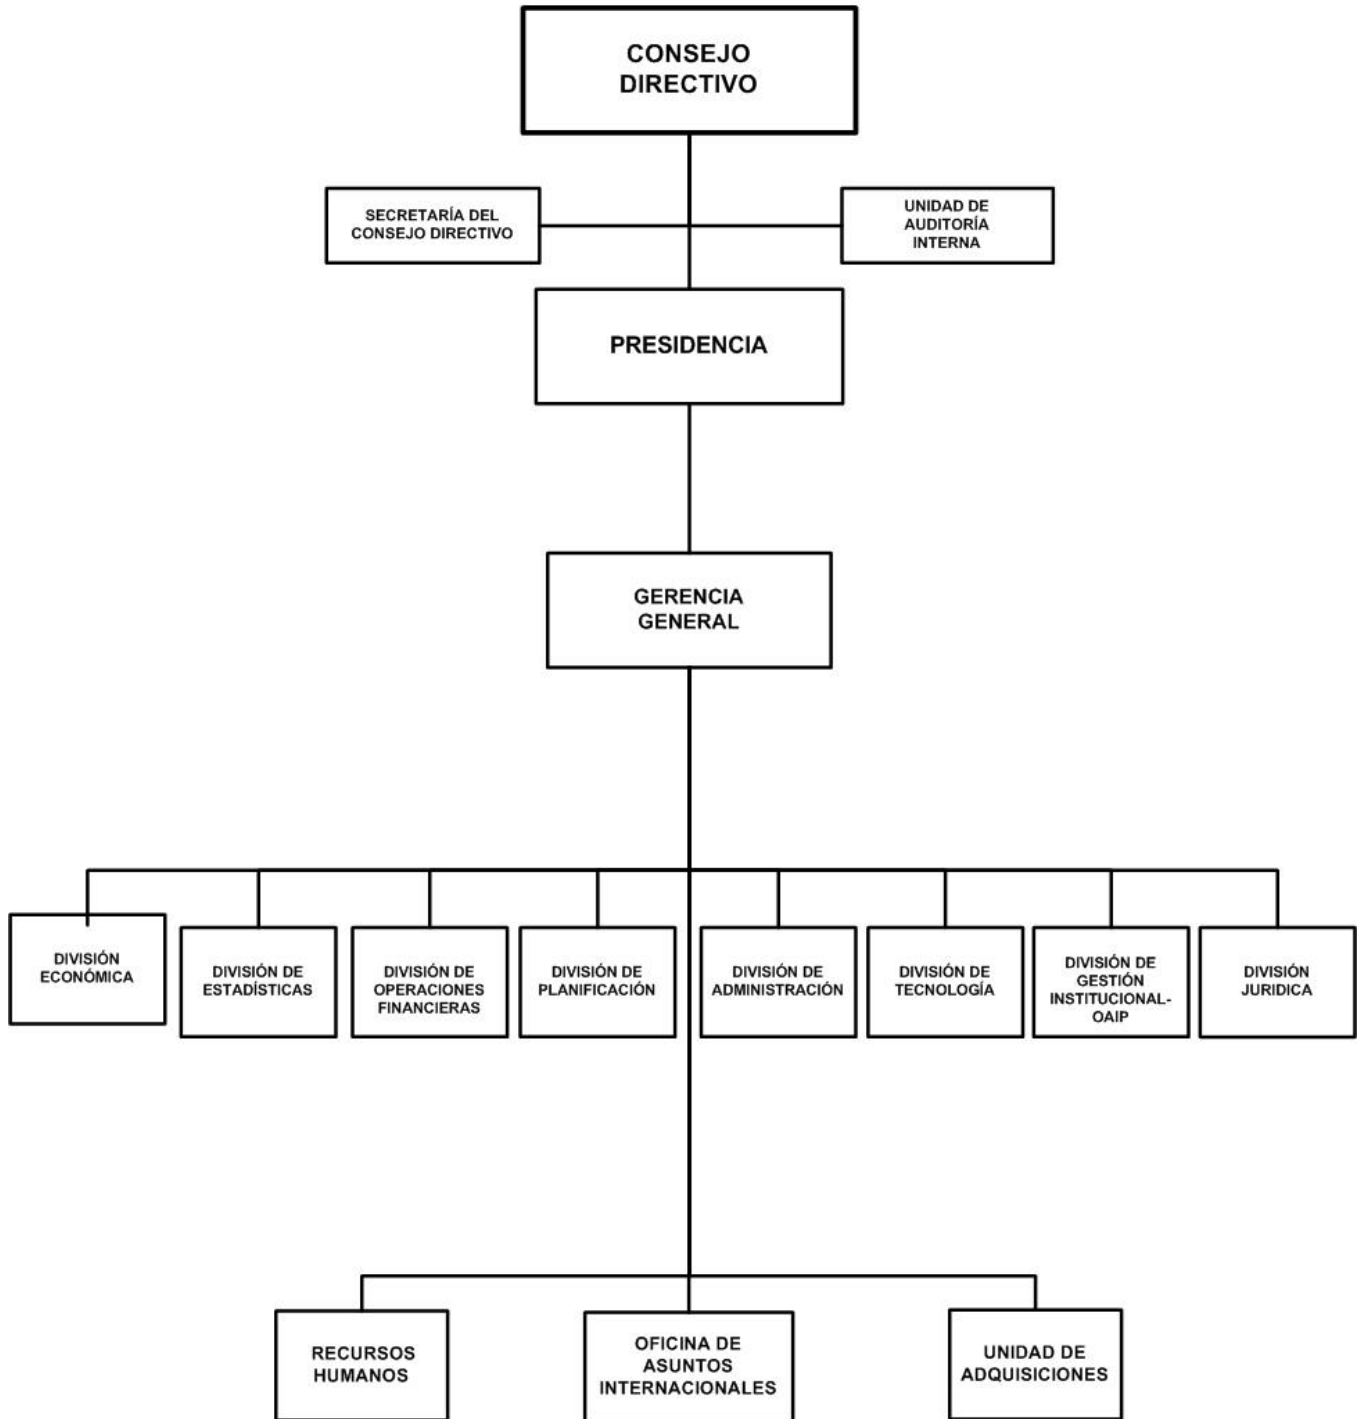 CONSEJO
DIRECTIVO
SECRETARÍA DEL
CONSEJO DIRECTIVO
UNIDAD DE
AUDITORÍA
INTERNA
PRESIDENCIA
GERENCIA
GENERAL
DIVISIÓN
ECONÓMICA
DIVISIÓN DE
ESTADÍSTICAS
DIVISIÓN DE
OPERACIONES
FINANCIERAS
DIVISIÓN DE
PLANIFICACIÓN
DIVISIÓN DE
ADMINISTRACIÓN
DIVISIÓN DE
TECNOLOGÍA
DIVISIÓN DE
GESTIÓN
INSTITUCIONAL-
OAIP
DIVISIÓN
JURIDICA
RECURSOS
HUMANOS
OFICINA DE
ASUNTOS
INTERNACIONALES
UNIDAD DE
ADQUISICIONES